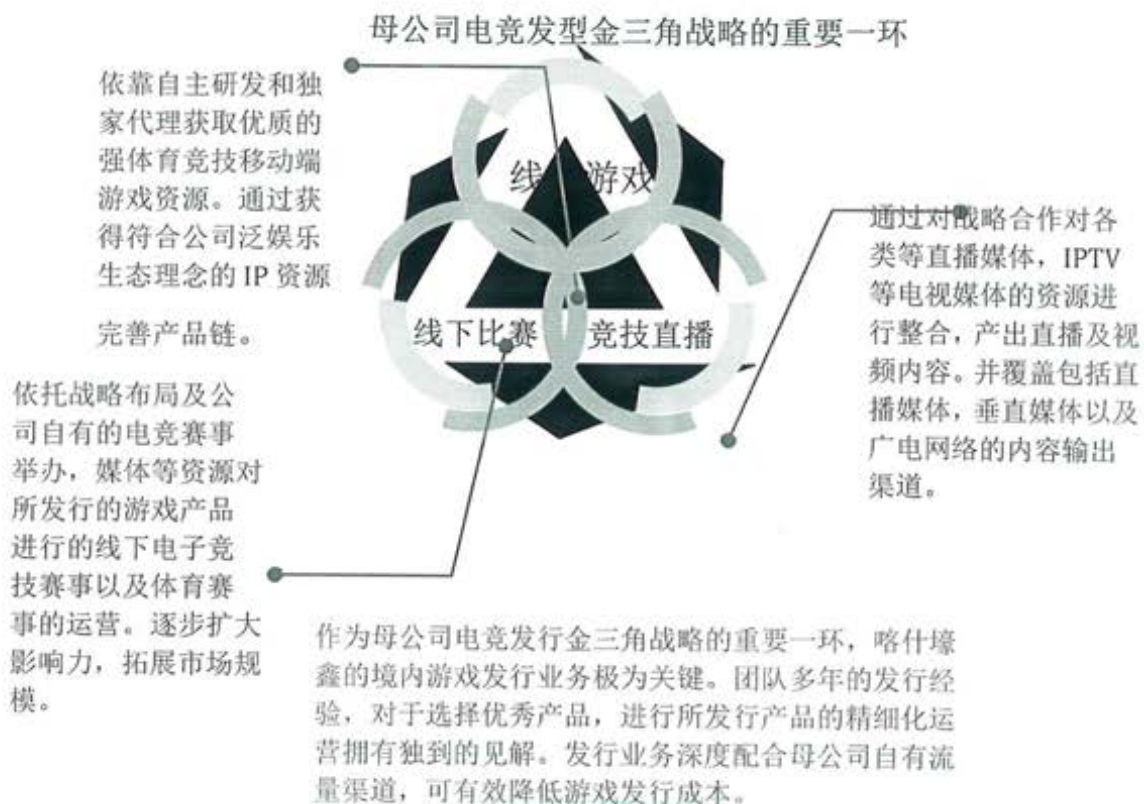 母公司电竞发型金三角战略的重要一环
依靠自主研发和独
家代理获取优质的
强体育竞技移动端
游戏资源。通过获
得符合公司泛娱乐
生态理念的 IP 资源
完善产品链。
线 游戏
线下比赛
竞技直播
通过对战略合作对各
类等直播媒体，IPTV
等电视媒体的资源进
行整合，产出直播及视
频内容。并覆盖包括直
播媒体，垂直媒体以及
广电网络的内容输出
渠道。
依托战略布局及公
司自有的电竞赛事
举办，媒体等资源对
所发行的游戏产品
进行的线下电子竞
技赛事以及体育赛
事的运营。逐步扩大
影响力，拓展市场规
模。
作为母公司电竞发行金三角战略的重要一环，喀什壕
鑫的境内游戏发行业务极为关键。团队多年的发行经
验，对于选择优秀产品，进行所发行产品的精细化运
营拥有独到的见解。发行业务深度配合母公司自有流
量渠道，可有效降低游戏发行成本。